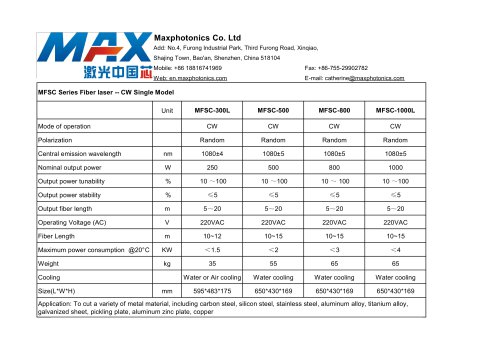 MAX
激光中国芯
Maxphotonics Co. Ltd
Add: No.4, Furong Industrial Park, Third Furong Road, Xinqiao,
Shajing Town, Bao'an, Shenzhen, China 518104
Mobile: +86 18816741969 Fax: +86-755-29902782
Web: en.maxphotonics.com E-mail: catherine@maxphotonics.com
MFSC Series Fiber laser -- CW Single Model
Unit MFSC-300L MFSC-500 MFSC-800 MFSC-1000L
Mode of operation CW CW CW CW
Polarization Random Random Random Random
Central emission wavelength nm 1080±4 1080±5 1080±5 1080±5
Nominal output power W 250 500 800 1000
Output power tunability % 10 ～100 10 ～100 10 ～ 100 10 ～100
Output power stability % ≤5 ≤5 ≤5 ≤5
Output fiber length m 5～20 5～20 5～20 5～20
Operating Voltage (AC) V 220VAC 220VAC 220VAC 220VAC
Fiber Length m 10~12 10~15 10~15 10~15
Maximum power consumption @20°C KW ＜1.5 ＜2 ＜3 ＜4
Weight kg 35 55 65 65
Cooling Water or Air cooling Water cooling Water cooling Water cooling
Size(L*W*H) mm 595*483*175 650*430*169 650*430*169 650*430*169
Application: To cut a variety of metal material, including carbon steel, silicon steel, stainless steel, aluminum alloy, titanium alloy,
galvanized sheet, pickling plate, aluminum zinc plate, copper